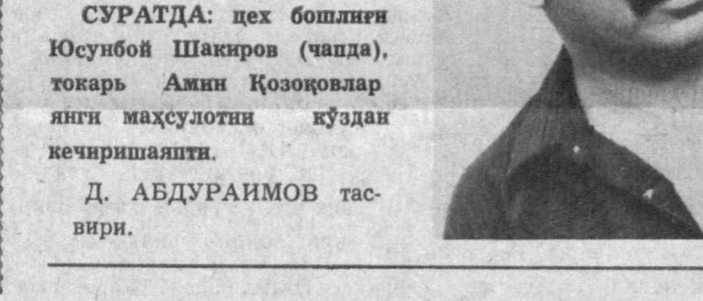 СУРАТДА: цех бошлиғи
Юсунбой Шакиров (чапда),
токарь Амин Қозоқовлар
янги маҳсулотни кўздан
кечиришаяпти.
Д. АБДУРАИМОВ тас-
вири.